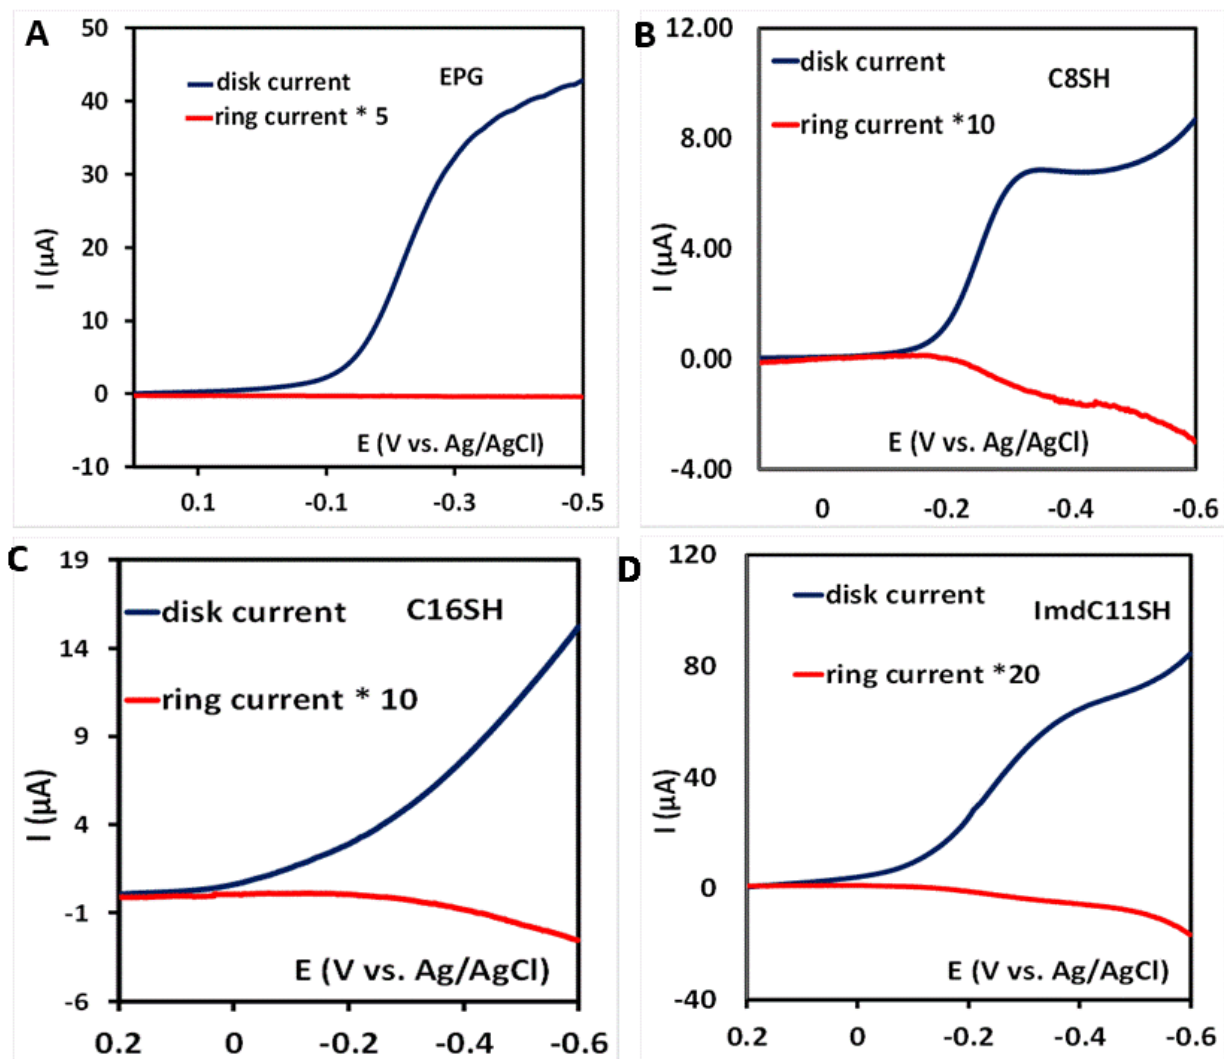 A
50
40
30
20
10
0
-10
I (µA)
disk current
ring current * 5
EPG
E (V vs. Ag/AgCl)
0.1 -0.1 -0.3 -0.5
B
12.00
8.00
4.00
0.00
-4.00
I (µA)
disk current
ring current *10
C8SH
E (V vs. Ag/AgCl)
0 -0.2 -0.4 -0.6
C
19
14
9
4
-1
-6
I (µA)
disk current
ring current * 10
C16SH
E (V vs. Ag/AgCl)
0.2 0 -0.2 -0.4 -0.6
D
120
80
40
0
-40
I (µA)
disk current
ring current *20
ImdC11SH
E (V vs. Ag/AgCl)
0.2 0 -0.2 -0.4 -0.6